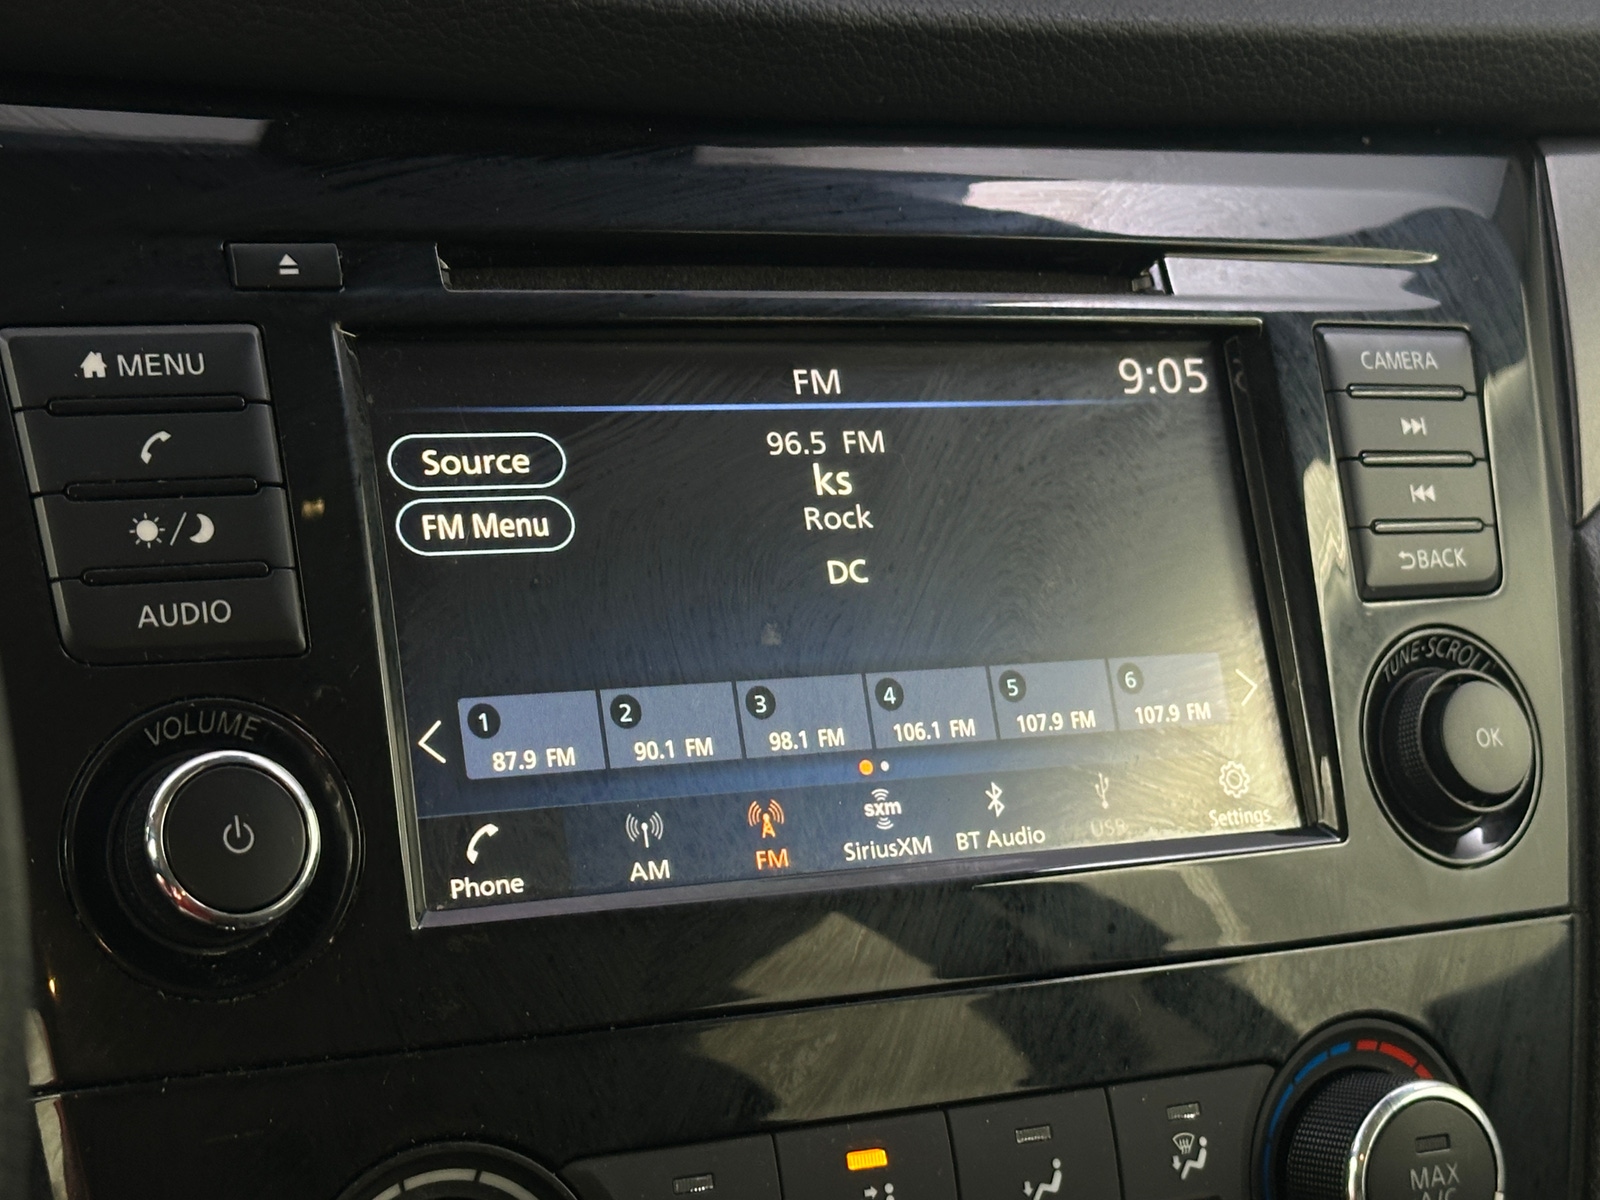 MENU
AUDIO
VOLUME
FM
9:05
Source
FM Menu
96.5 FM
ks
Rock
DC
1
87.9 FM
2
90.1 FM
3
98.1 FM
4
106.1 FM
5
107.9 FM
6
107.9 FM
Phone
AM
FM
sxm
SiriusXM
BT Audio
USB
Settings
CAMERA
BACK
TUNE·SCROLL
OK
MAX
A/C